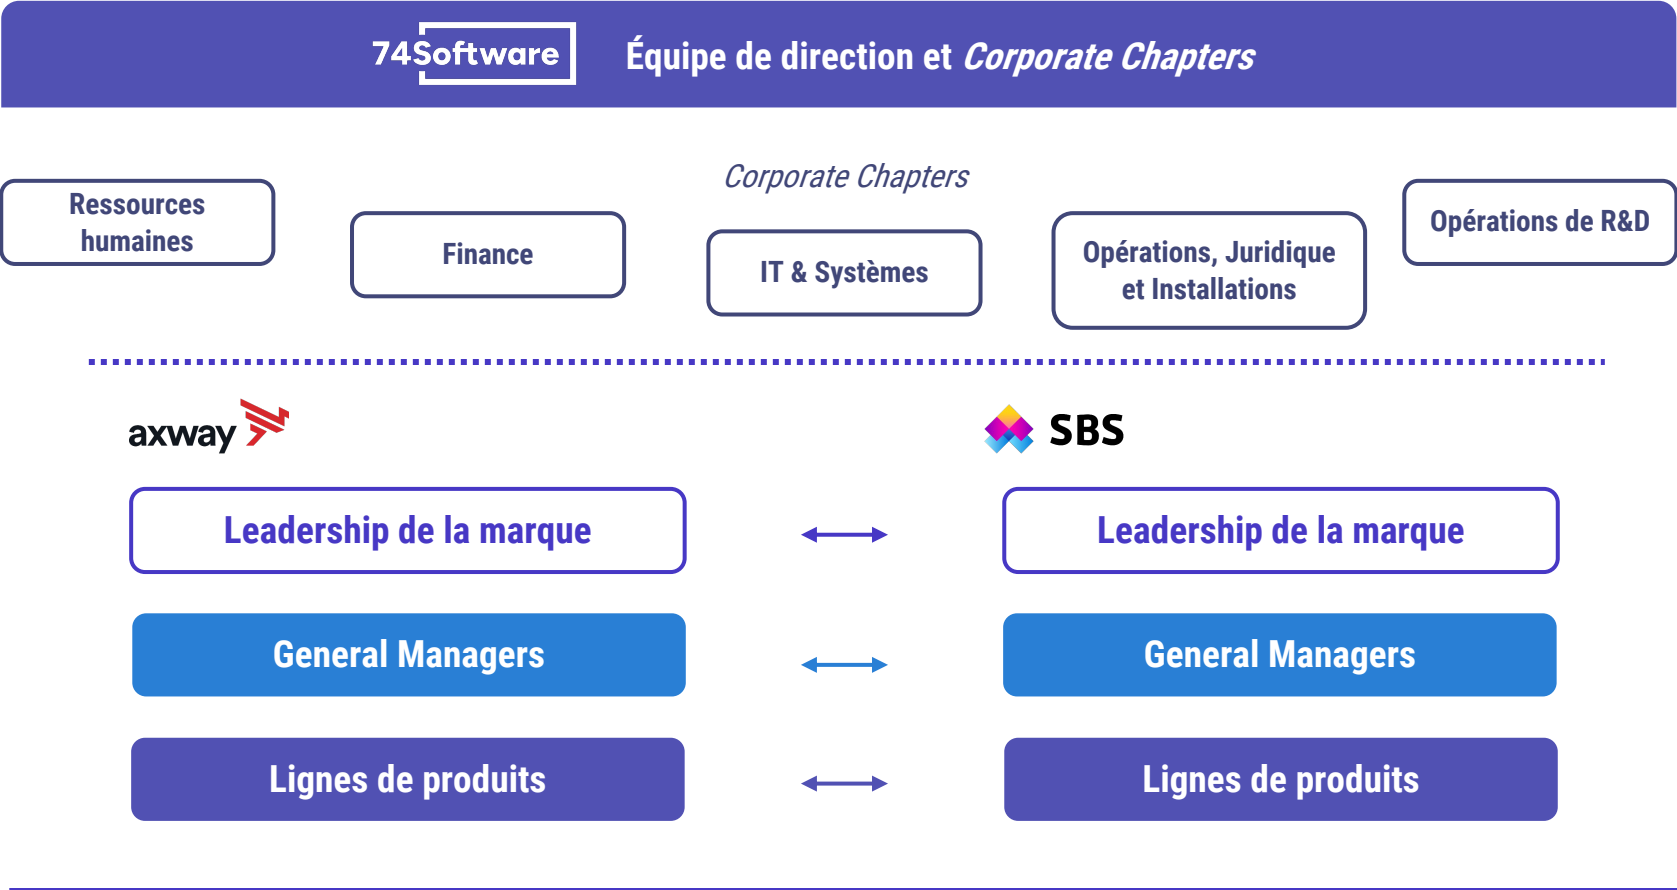 74Software
Équipe de direction et Corporate Chapters
Corporate Chapters
Ressources
humaines
Finance
IT & Systèmes
Opérations, Juridique
et Installations
Opérations de R&D
axway
SBS
Leadership de la marque
Leadership de la marque
General Managers
General Managers
Lignes de produits
Lignes de produits